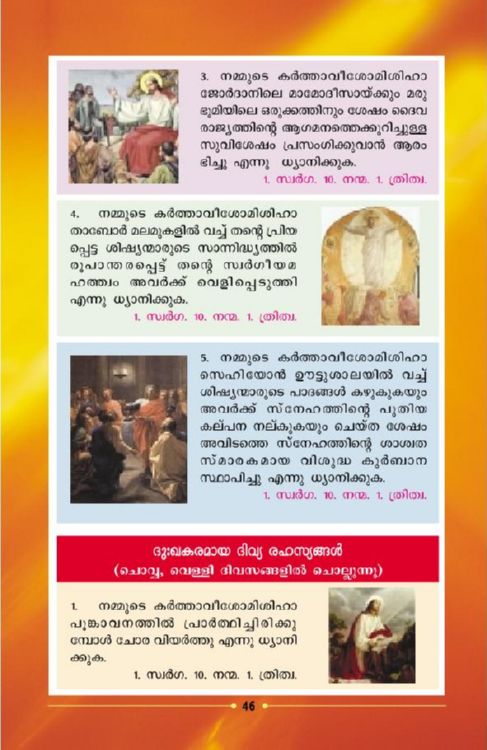 3. നമ്മുടെ കർത്താവീശോമിശിഹാ
ജോർദാനിലെ മാമോദീസായ്ക്കും മരു
ഭൂമിയിലെ ഒരുക്കത്തിനും ശേഷം ദൈവ
രാജ്യത്തിന്റെ ആഗമനത്തെക്കുറിച്ചുള്ള
സുവിശേഷം പ്രസംഗിക്കുവാൻ ആരം
ഭിച്ചു എന്നു ധ്യാനിക്കുക.
1. സ്വർഗ. 10. നന്മ. 1. ത്രിത്വ.
4. നമ്മുടെ കർത്താവീശോമിശിഹാ
താബോർ മലമുകളിൽ വച്ച് തന്റെ പ്രിയ
പ്പെട്ട ശിഷ്യന്മാരുടെ സാന്നിദ്ധ്യത്തിൽ
രൂപാന്തരപ്പെട്ട് തന്റെ സ്വർഗീയമ
ഹത്ത്വം അവർക്ക് വെളിപ്പെടുത്തി
എന്നു ധ്യാനിക്കുക.
1. സ്വർഗ. 10. നന്മ. 1. ത്രിത്വ.
5. നമ്മുടെ കർത്താവീശോമിശിഹാ
സെഹിയോൻ ഊട്ടുശാലയിൽ വച്ച്
ശിഷ്യന്മാരുടെ പാദങ്ങൾ കഴുകുകയും
അവർക്ക് സ്നേഹത്തിന്റെ പുതിയ
കല്പന നല്കുകയും ചെയ്ത ശേഷം
അവിടത്തെ സ്നേഹത്തിന്റെ ശാശ്വത
സ്മാരകമായ വിശുദ്ധ കുർബാന
സ്ഥാപിച്ചു എന്നു ധ്യാനിക്കുക.
1. സ്വർഗ. 10. നന്മ. 1. ത്രിത്വ.
ദുഃഖകരമായ ദിവ്യ രഹസ്യങ്ങൾ
(ചൊവ്വ, വെള്ളി ദിവസങ്ങളിൽ ചൊല്ലുന്നു)
1. നമ്മുടെ കർത്താവീശോമിശിഹാ
പൂങ്കാവനത്തിൽ പ്രാർത്ഥിച്ചിരിക്കു
മ്പോൾ ചോര വിയർത്തു എന്നു ധ്യാനി
ക്കുക.
1. സ്വർഗ. 10. നന്മ. 1. ത്രിത്വ.
46